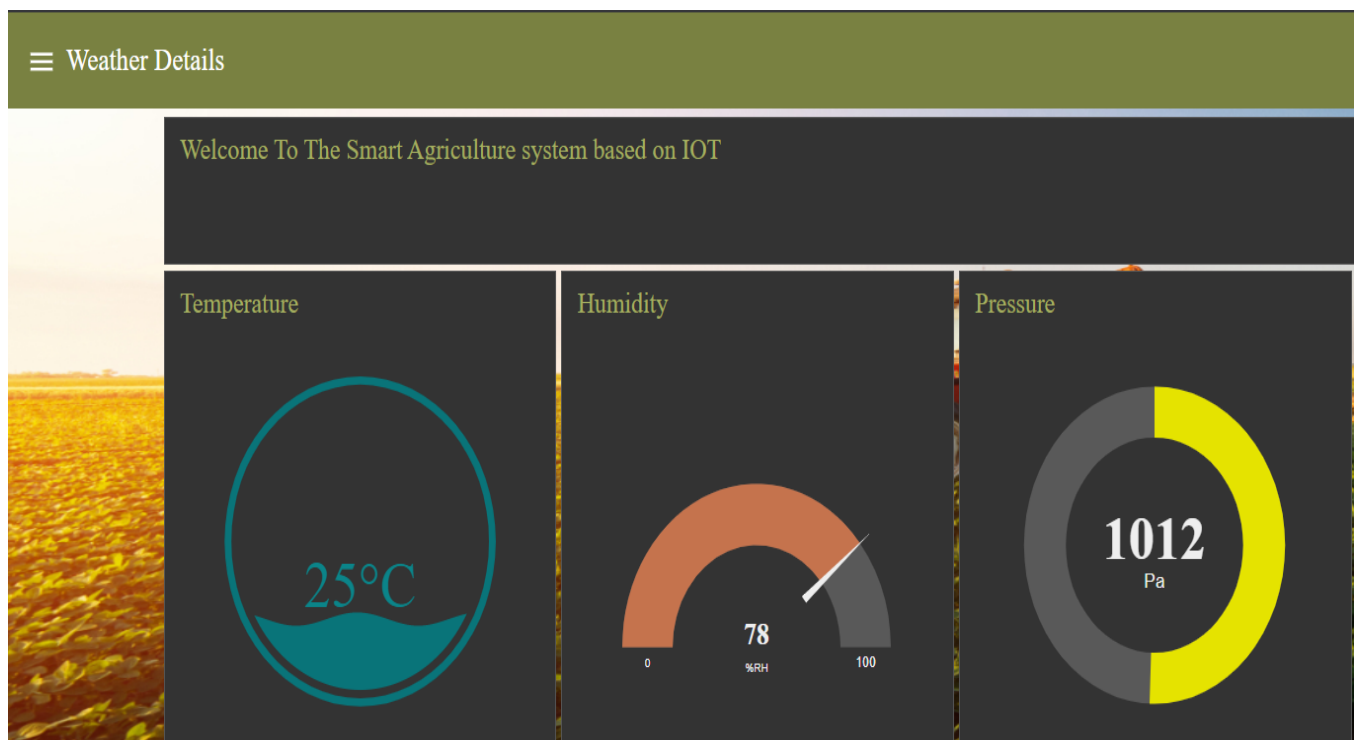 Weather Details
Welcome To The Smart Agriculture system based on IOT
Temperature
Humidity
Pressure
25°C
78
%RH
0
100
1012
Pa